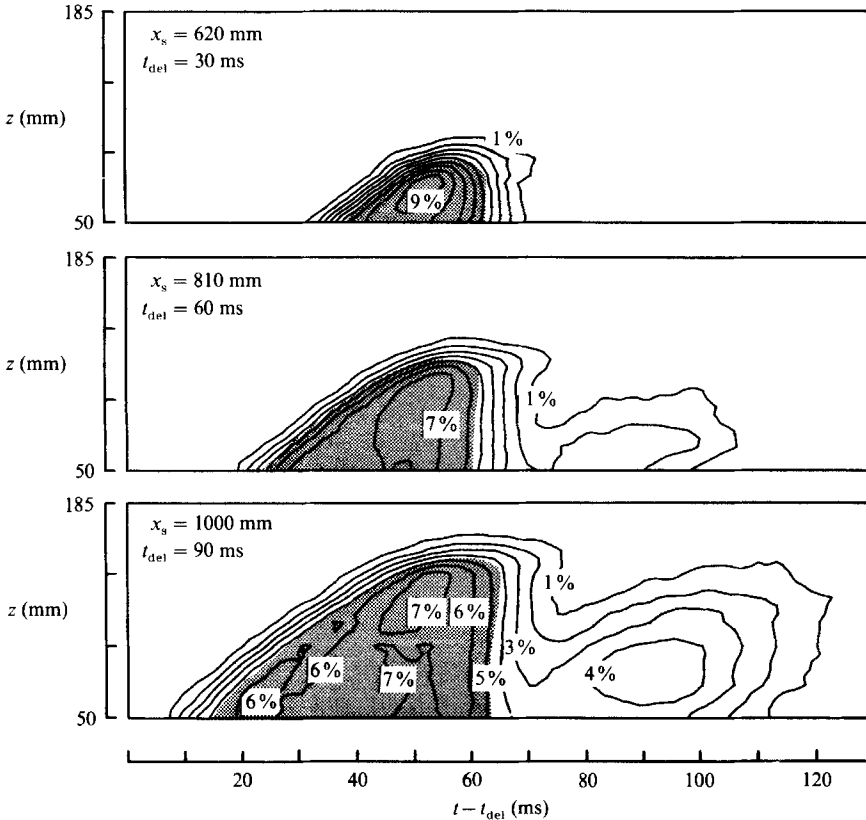 185
x_s = 620 mm
t_del = 30 ms
z (mm)
1%
9%
50
185
x_s = 810 mm
t_del = 60 ms
z (mm)
1%
7%
50
185
x_s = 1000 mm
t_del = 90 ms
z (mm)
1%
7% 6%
3%
6%
4%
7% 5%
6%
50
20 40 60 80 100 120
t − t_del (ms)